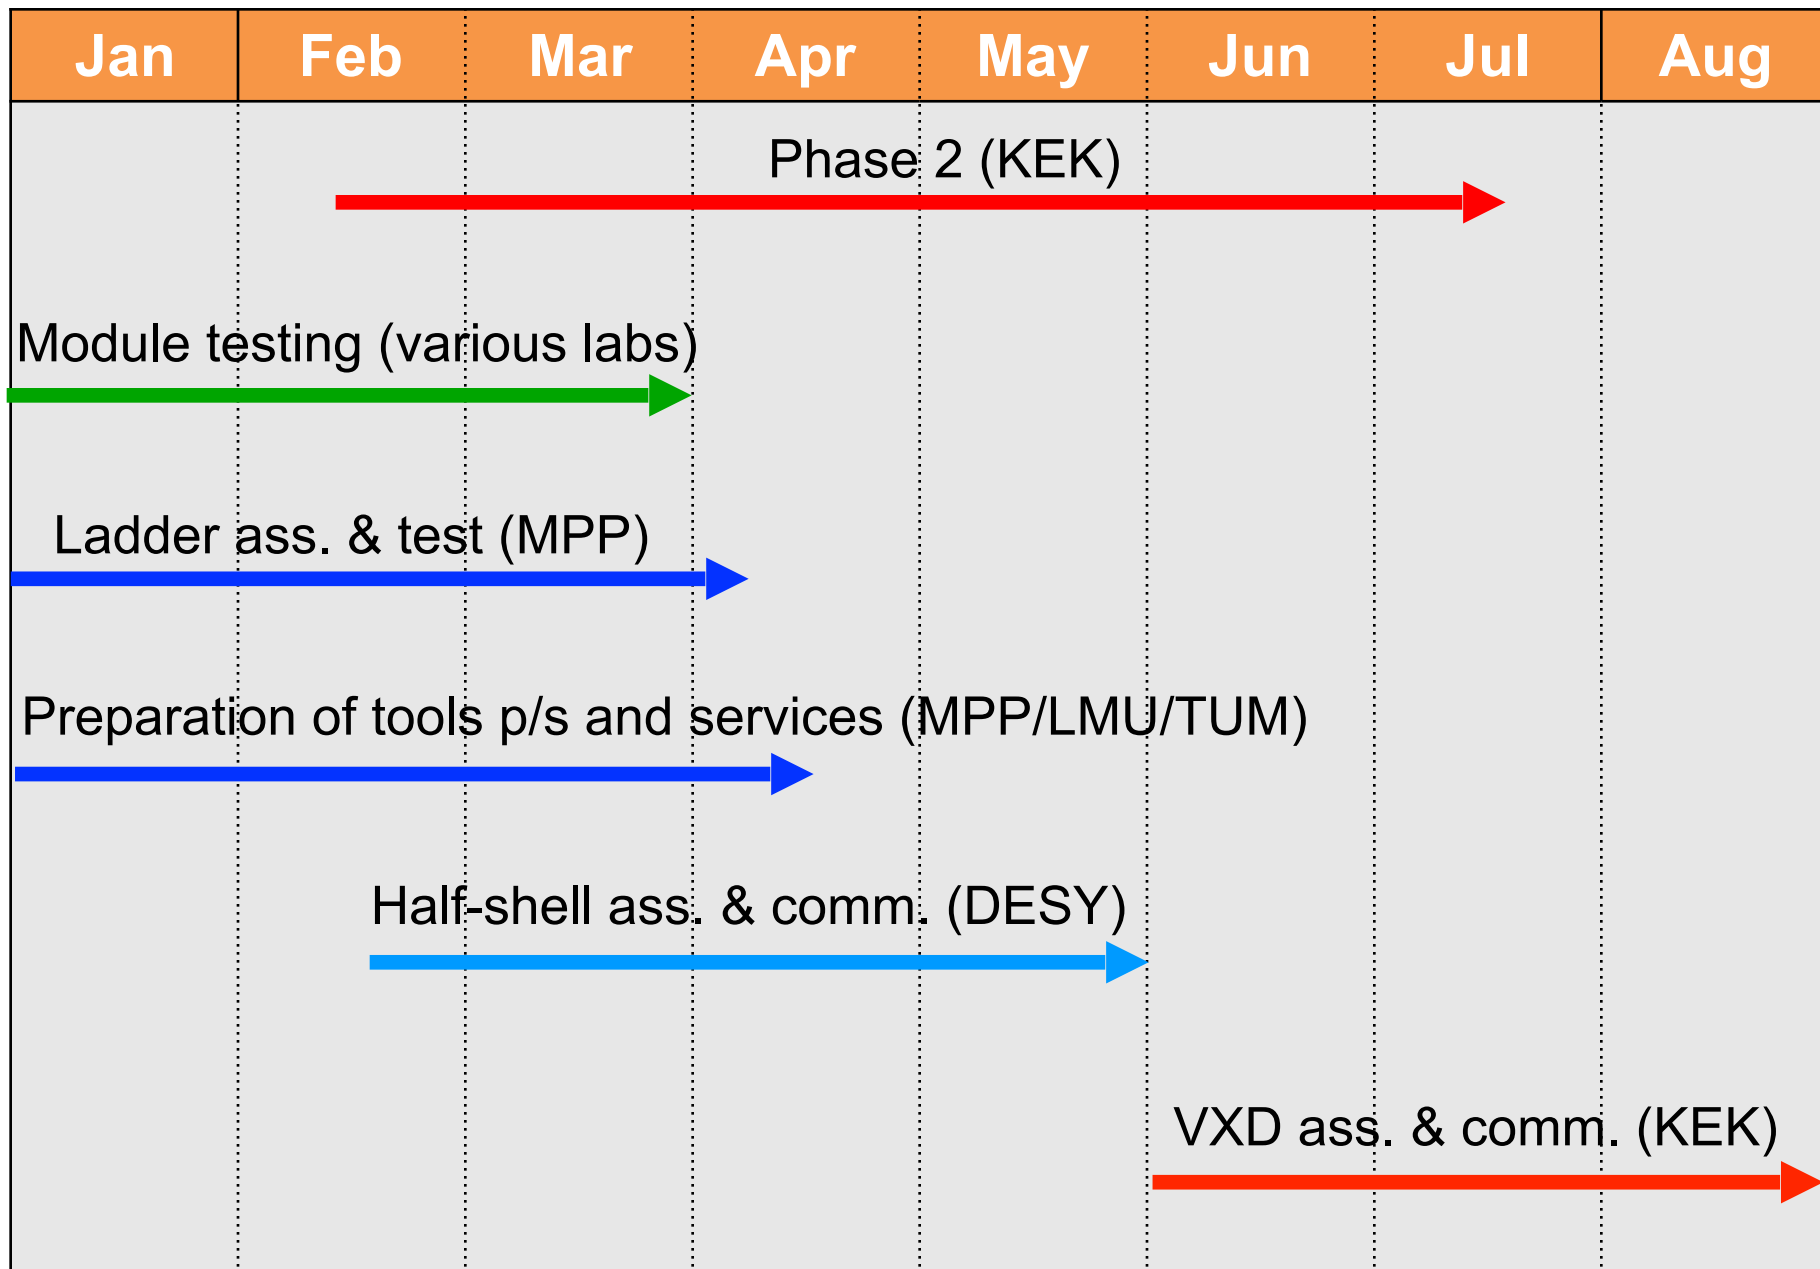 Jan Feb Mar Apr May Jun Jul Aug
Phase 2 (KEK)
Module testing (various labs)
Ladder ass. & test (MPP)
Preparation of tools p/s and services (MPP/LMU/TUM)
Half-shell ass. & comm. (DESY)
VXD ass. & comm. (KEK)